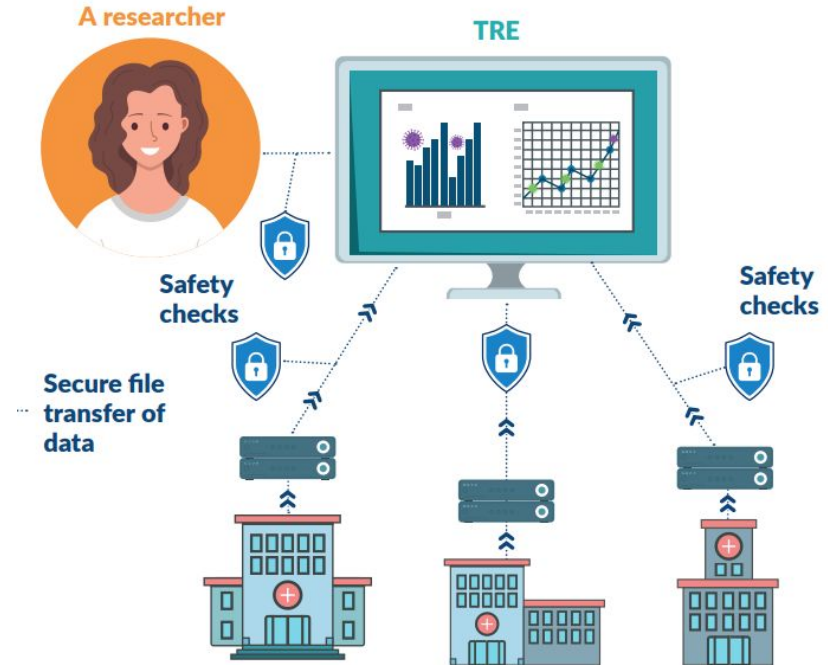 A researcher
TRE
Safety
checks
Safety
checks
Secure file
transfer of
data